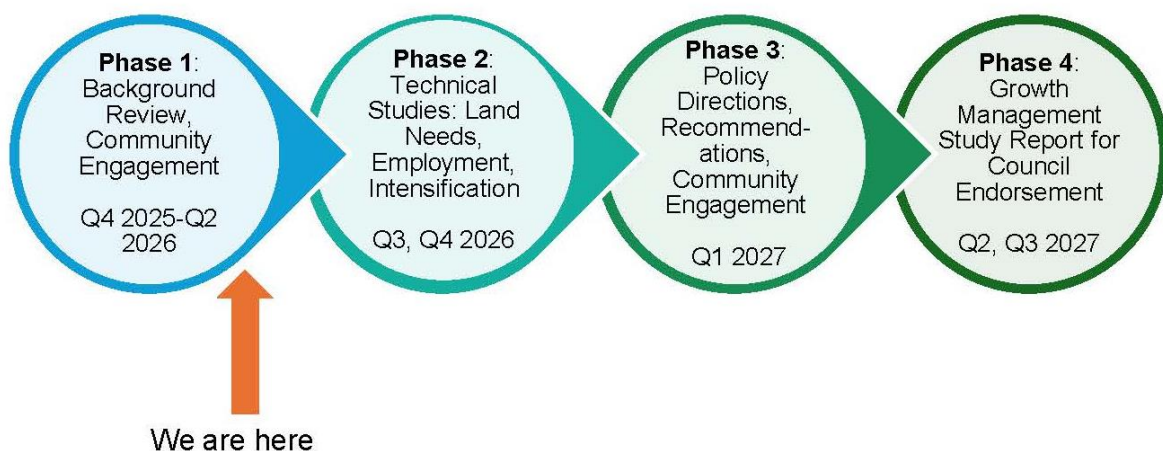 Phase 1:
Background
Review,
Community
Engagement
Q4 2025-Q2
2026
Phase 2:
Technical
Studies: Land
Needs,
Employment,
Intensification
Q3, Q4 2026
Phase 3:
Policy
Directions,
Recommend-
ations,
Community
Engagement
Q1 2027
Phase 4:
Growth
Management
Study Report for
Council
Endorsement
Q2, Q3 2027
We are here